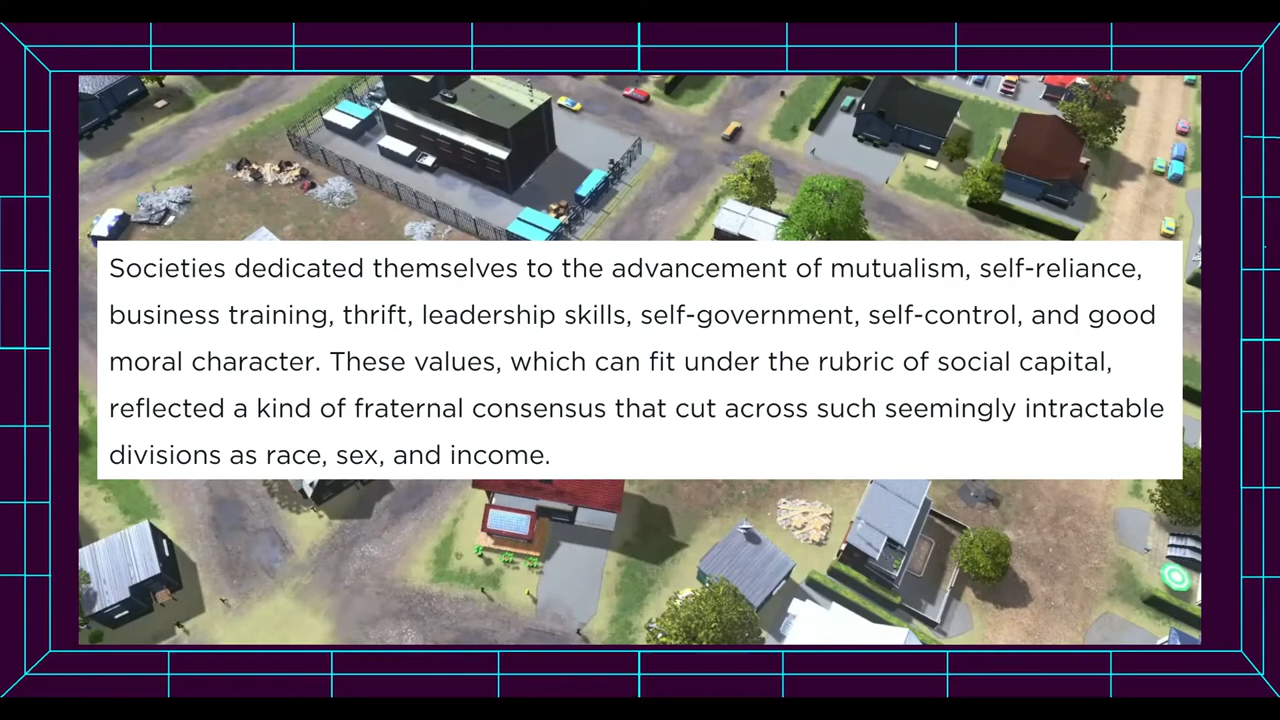 Societies dedicated themselves to the advancement of mutualism, self-reliance,
business training, thrift, leadership skills, self-government, self-control, and good
moral character. These values, which can fit under the rubric of social capital,
reflected a kind of fraternal consensus that cut across such seemingly intractable
divisions as race, sex, and income.